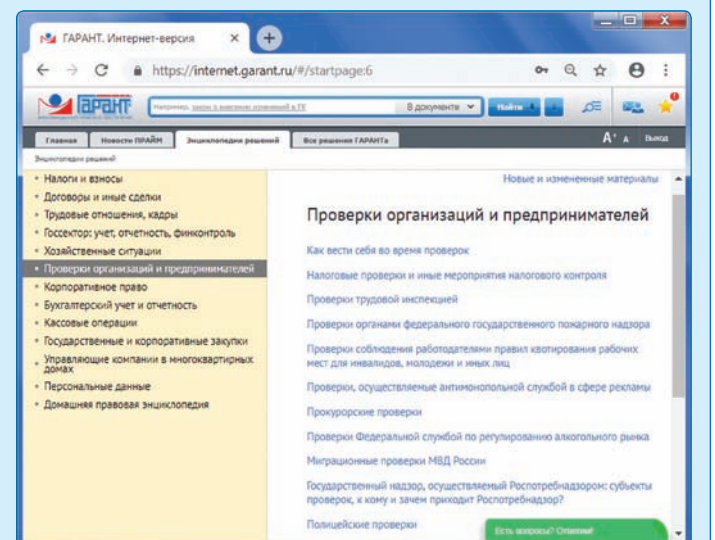 ГАРАНТ. Интернет-версия
https://internet.garant.ru/#/startpage:6
ГАРАНТ
Например, закон о внесении изменений в ГК
В документе
Найти
Главная
Новости ПРАЙМ
Энциклопедии решений
Все решения ГАРАНТа
А+ А-
Выход
Энциклопедии решений
Налоги и взносы
Договоры и иные сделки
Трудовые отношения, кадры
Госсектор: учет, отчетность, финконтроль
Хозяйственные ситуации
Проверки организаций и предпринимателей
Корпоративное право
Бухгалтерский учет и отчетность
Кассовые операции
Государственные и корпоративные закупки
Управляющие компании в многоквартирных
домах
Персональные данные
Домашняя правовая энциклопедия
Новые и измененные материалы
Проверки организаций и предпринимателей
Как вести себя во время проверок
Налоговые проверки и иные мероприятия налогового контроля
Проверки трудовой инспекцией
Проверки органами федерального государственного пожарного надзора
Проверки соблюдения работодателями правил квотирования рабочих
мест для инвалидов, молодежи и иных лиц
Проверки, осуществляемые антимонопольной службой в сфере рекламы
Прокурорские проверки
Проверки Федеральной службой по регулированию алкогольного рынка
Миграционные проверки МВД России
Государственный надзор, осуществляемый Роспотребнадзором: субъекты
проверок, к кому и зачем приходит Роспотребнадзор?
Полицейские проверки
Есть вопросы? Ответим!